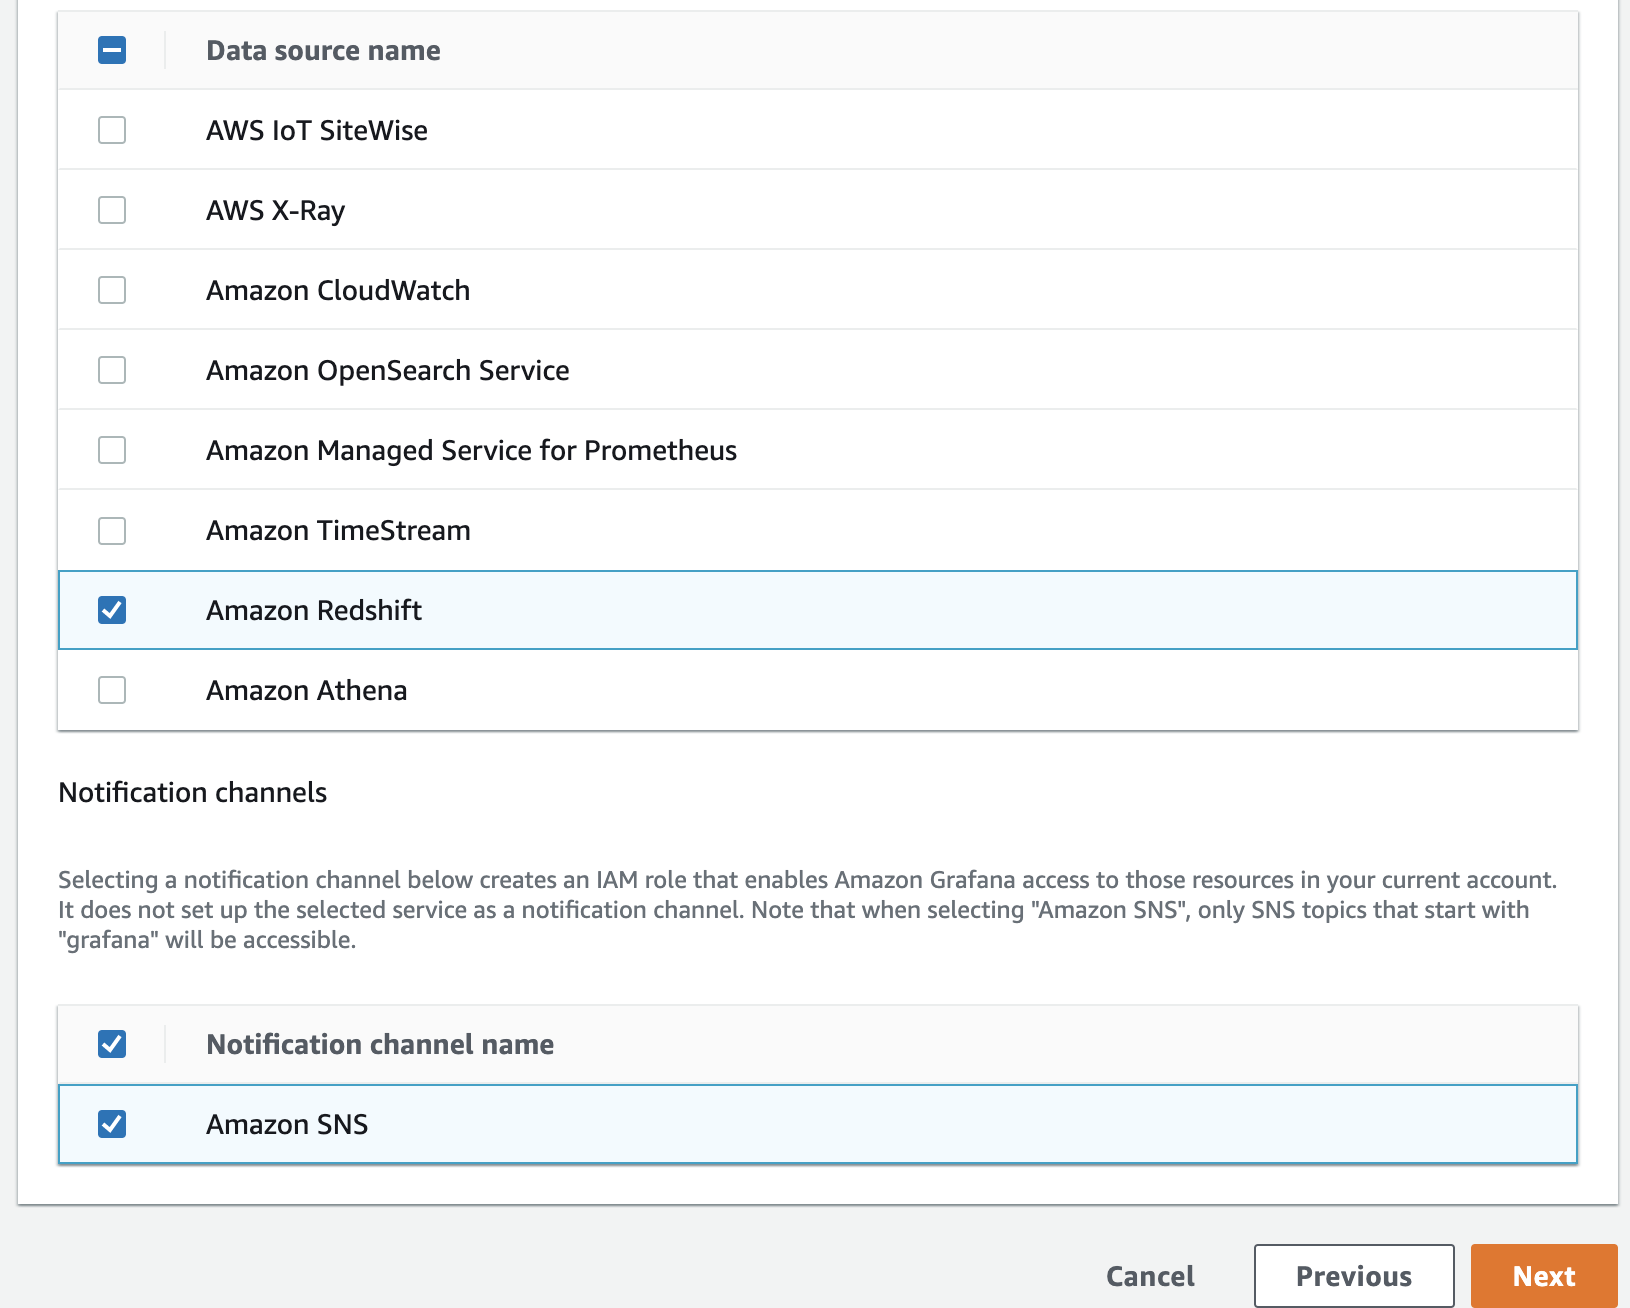 Data source name
AWS IoT SiteWise
AWS X-Ray
Amazon CloudWatch
Amazon OpenSearch Service
Amazon Managed Service for Prometheus
Amazon TimeStream
Amazon Redshift
Amazon Athena
Notification channels
Selecting a notification channel below creates an IAM role that enables Amazon Grafana access to those resources in your current account.
It does not set up the selected service as a notification channel. Note that when selecting "Amazon SNS", only SNS topics that start with
"grafana" will be accessible.
Notification channel name
Amazon SNS
Cancel
Previous
Next